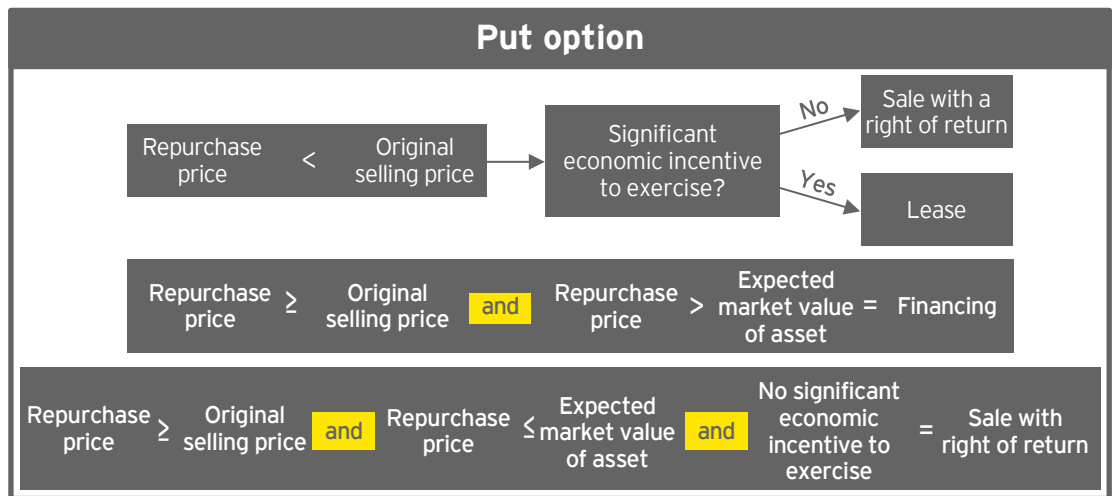 Put option
Repurchase
price
<
Original
selling price
Significant
economic incentive
to exercise?
No
Sale with a
right of return
Yes
Lease
Repurchase
price
≥
Original
selling price
and
Repurchase
price
>
Expected
market value
of asset
=
Financing
Repurchase
price
≥
Original
selling price
and
Repurchase
price
≤
Expected
market value
of asset
and
No significant
economic
incentive to
exercise
=
Sale with
right of return